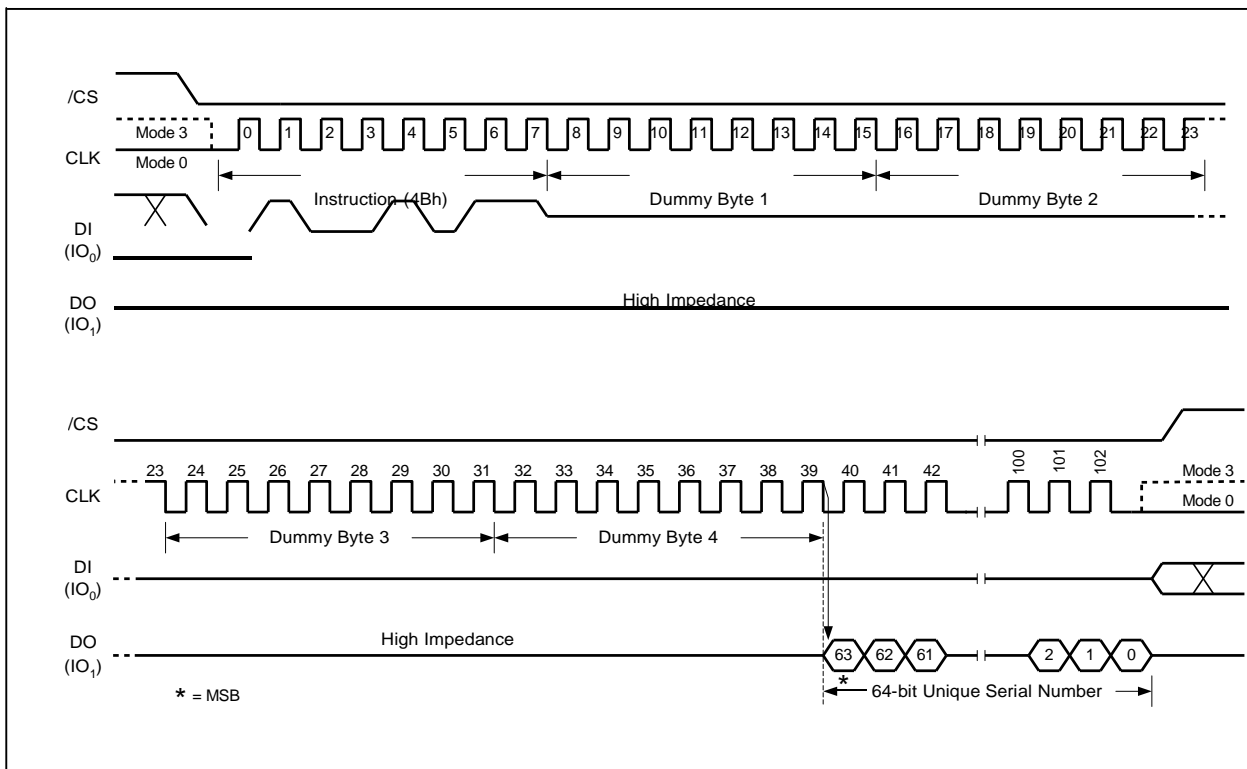 /CS
Mode 3
0 1 2 3 4 5 6 7 8 9 10 11 12 13 14 15 16 17 18 19 20 21 22 23
CLK
Mode 0
Instruction (4Bh)
Dummy Byte 1
Dummy Byte 2
DI
(IO0)
High Impedance
DO
(IO1)
/CS
23 24 25 26 27 28 29 30 31 32 33 34 35 36 37 38 39 40 41 42 100 101 102
Mode 3
CLK
Mode 0
Dummy Byte 3
Dummy Byte 4
DI
(IO0)
DO
(IO1)
High Impedance
63 62 61 2 1 0
* = MSB
*
64-bit Unique Serial Number